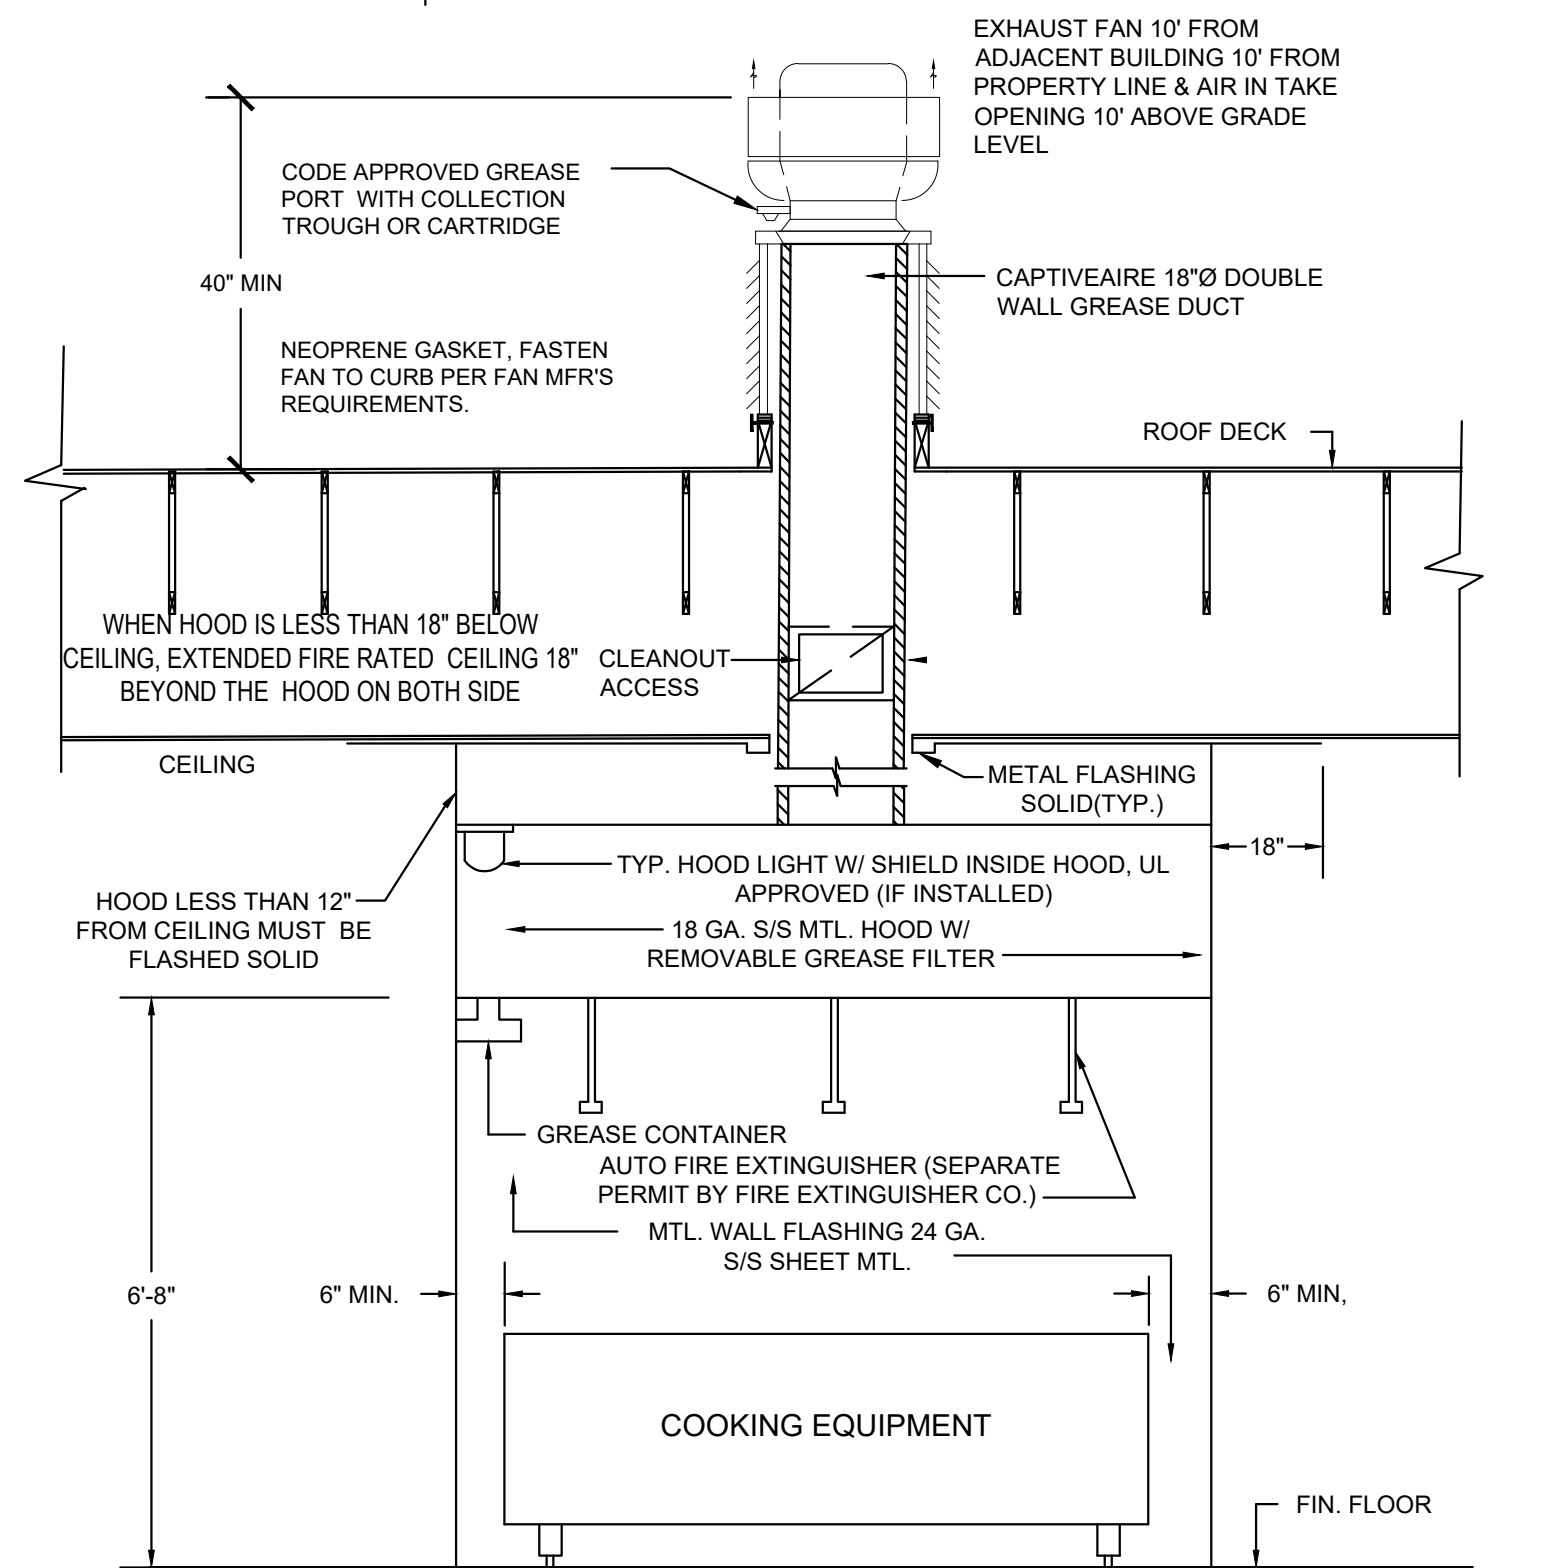 EXHAUST FAN 10' FROM
ADJACENT BUILDING 10' FROM
PROPERTY LINE & AIR IN TAKE
OPENING 10' ABOVE GRADE
LEVEL
CODE APPROVED GREASE
PORT WITH COLLECTION
TROUGH OR CARTRIDGE
40" MIN
CAPTIVEAIRE 18"Ø DOUBLE
WALL GREASE DUCT
NEOPRENE GASKET, FASTEN
FAN TO CURB PER FAN MFR'S
REQUIREMENTS.
ROOF DECK
WHEN HOOD IS LESS THAN 18" BELOW
CEILING, EXTENDED FIRE RATED CEILING 18"
BEYOND THE HOOD ON BOTH SIDE
CLEANOUT
ACCESS
CEILING
METAL FLASHING
SOLID(TYP.)
18"
TYP. HOOD LIGHT W/ SHIELD INSIDE HOOD, UL
APPROVED (IF INSTALLED)
HOOD LESS THAN 12"
FROM CEILING MUST BE
FLASHED SOLID
18 GA. S/S MTL. HOOD W/
REMOVABLE GREASE FILTER
GREASE CONTAINER
AUTO FIRE EXTINGUISHER (SEPARATE
PERMIT BY FIRE EXTINGUISHER CO.)
MTL. WALL FLASHING 24 GA.
S/S SHEET MTL.
6'-8"
6" MIN.
6" MIN,
COOKING EQUIPMENT
FIN. FLOOR